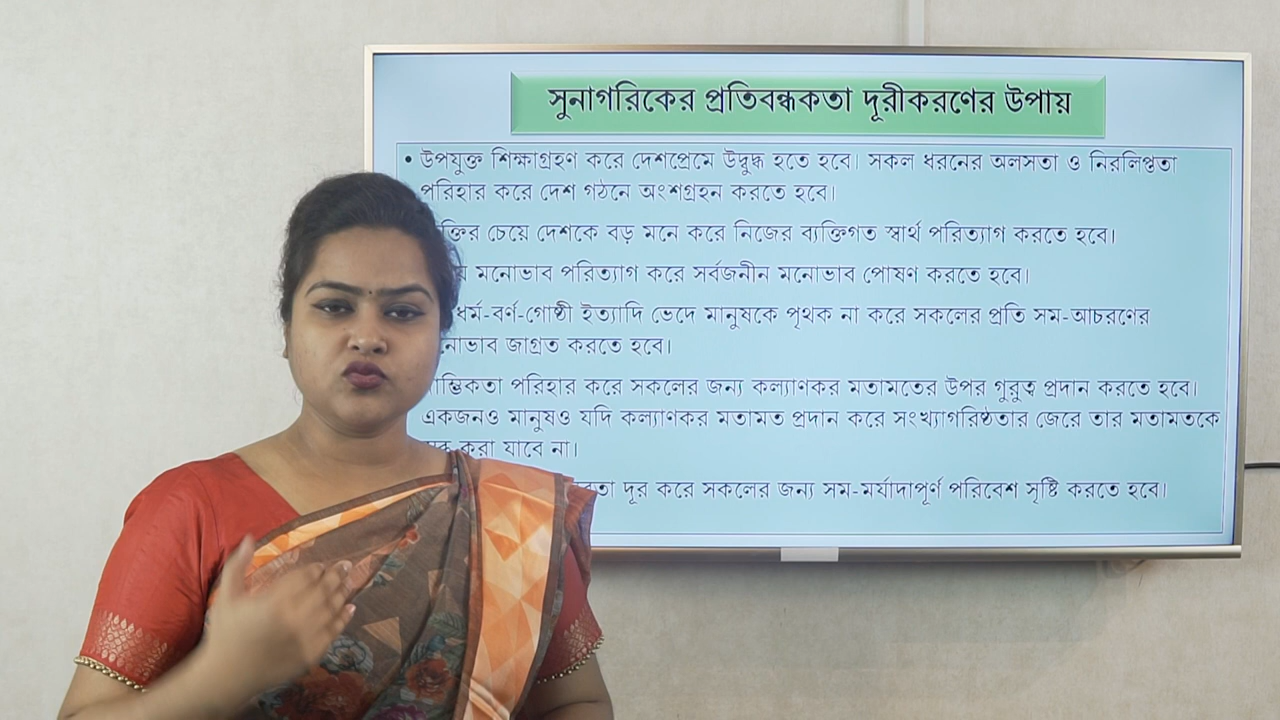 সুনাগরিকের প্রতিবন্ধকতা দূরীকরণের উপায়
• উপযুক্ত শিক্ষাগ্রহণ করে দেশপ্রেমে উদ্বুদ্ধ হতে হবে। সকল ধরনের অলসতা ও নিরলিপ্ততা
পরিহার করে দেশ গঠনে অংশগ্রহন করতে হবে।
চেয়ে দেশকে বড় মনে করে নিজের ব্যক্তিগত স্বার্থ পরিত্যাগ করতে হবে।
মনোভাব পরিত্যাগ করে সর্বজনীন মনোভাব পোষণ করতে হবে।
ধর্ম-বর্ণ-গোষ্ঠী ইত্যাদি ভেদে মানুষকে পৃথক না করে সকলের প্রতি সম-আচরণের
জাগ্রত করতে হবে।
পরিহার করে সকলের জন্য কল্যাণকর মতামতের উপর গুরুত্ব প্রদান করতে হবে।
একজনও মানুষও যদি কল্যাণকর মতামত প্রদান করে সংখ্যাগরিষ্ঠতার জেরে তার মতামতকে
করা যাবে না।
দূর করে সকলের জন্য সম-মর্যাদাপূর্ণ পরিবেশ সৃষ্টি করতে হবে।